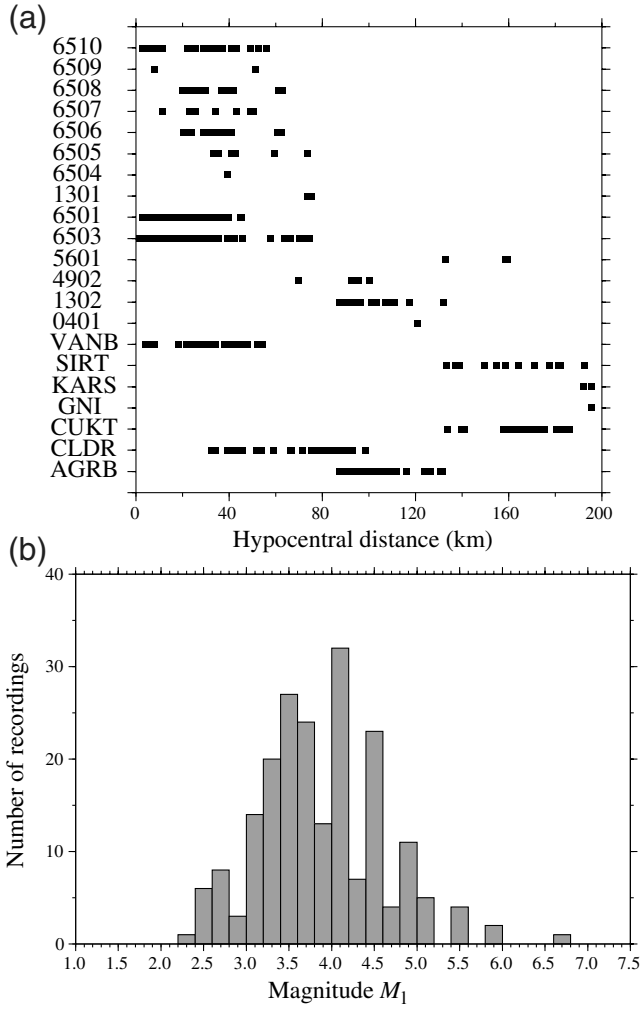 (a)
6510
6509
6508
6507
6506
6505
6504
1301
6501
6503
5601
4902
1302
0401
VANB
SIRT
KARS
GNI
CUKT
CLDR
AGRB
0 40 80 120 160 200
Hypocentral distance (km)
(b)
40
30
20
10
0
Number of recordings
1.0 1.5 2.0 2.5 3.0 3.5 4.0 4.5 5.0 5.5 6.0 6.5 7.0 7.5
Magnitude M_l